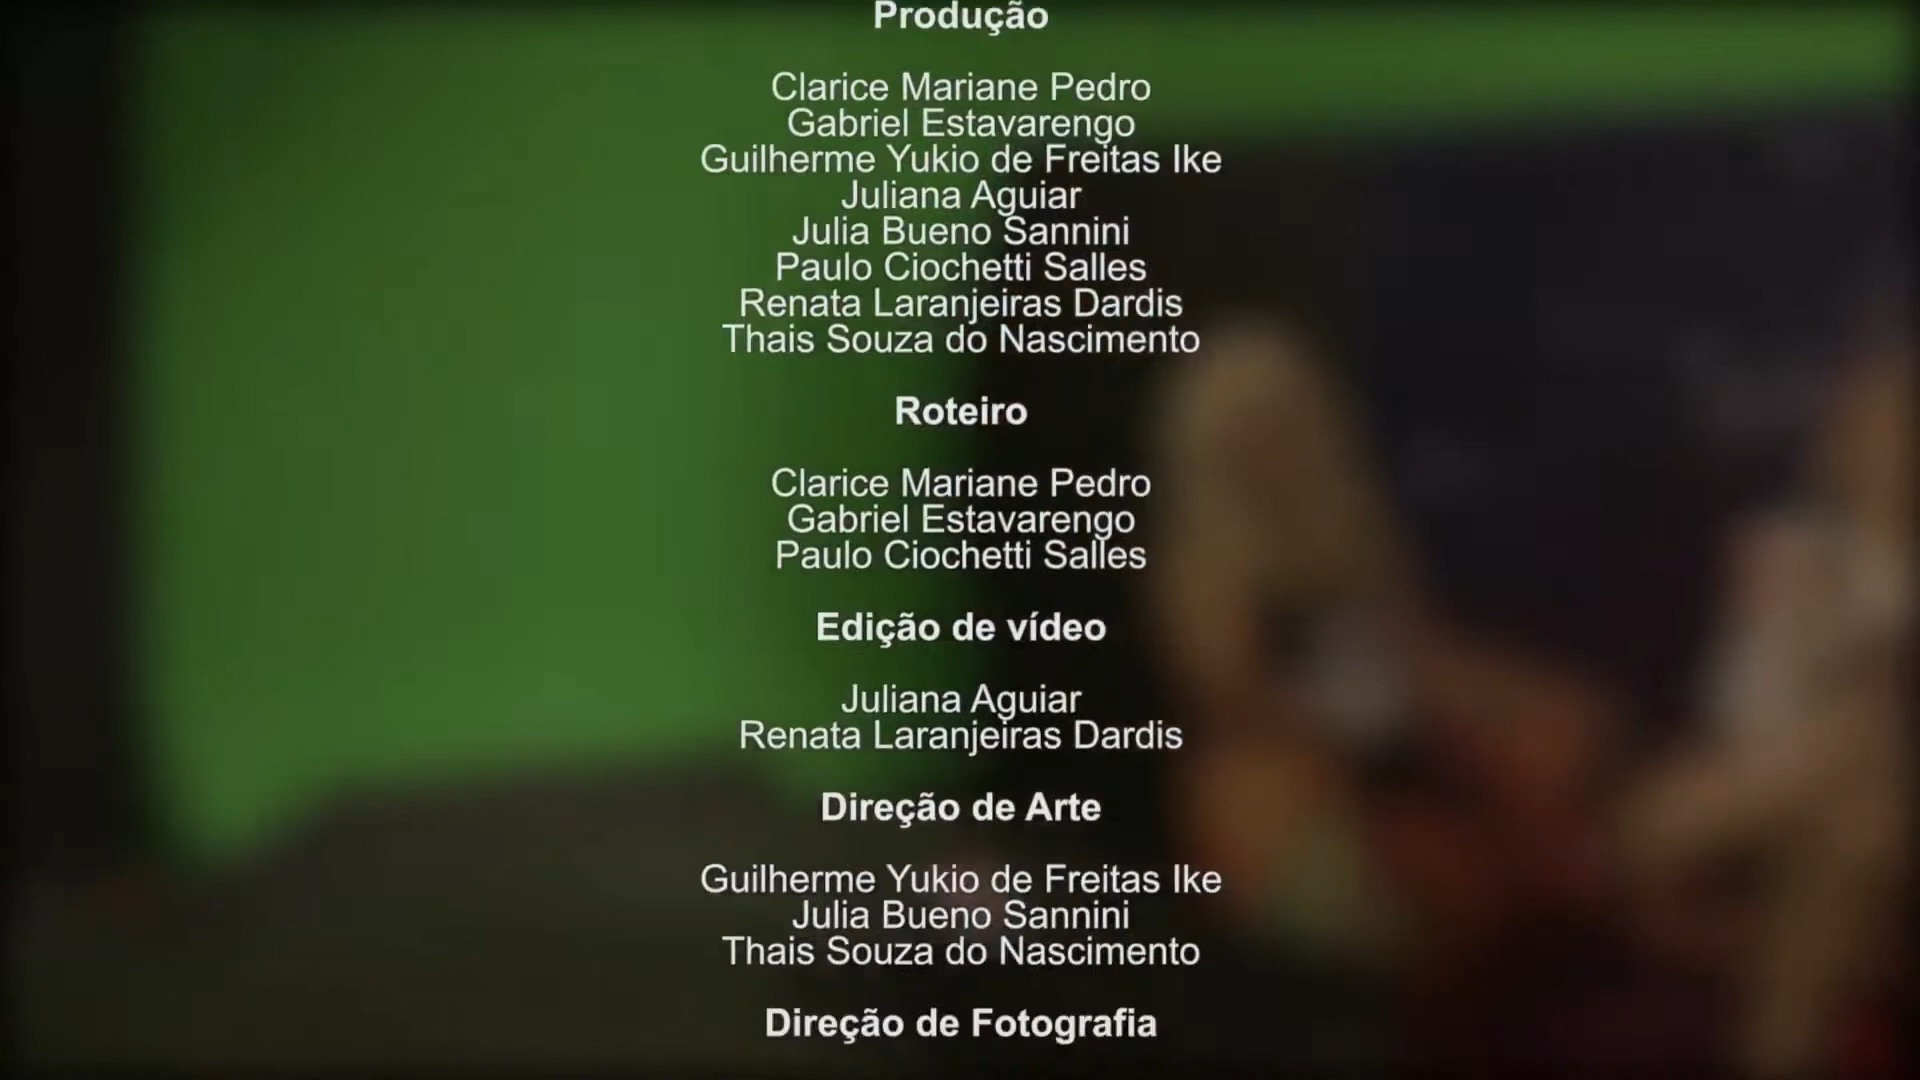 Produção
Clarice Mariane Pedro
Gabriel Estavarengo
Guilherme Yukio de Freitas Ike
Juliana Aguiar
Julia Bueno Sannini
Paulo Ciochetti Salles
Renata Laranjeiras Dardis
Thais Souza do Nascimento
Roteiro
Clarice Mariane Pedro
Gabriel Estavarengo
Paulo Ciochetti Salles
Edição de vídeo
Juliana Aguiar
Renata Laranjeiras Dardis
Direção de Arte
Guilherme Yukio de Freitas Ike
Julia Bueno Sannini
Thais Souza do Nascimento
Direção de Fotografia